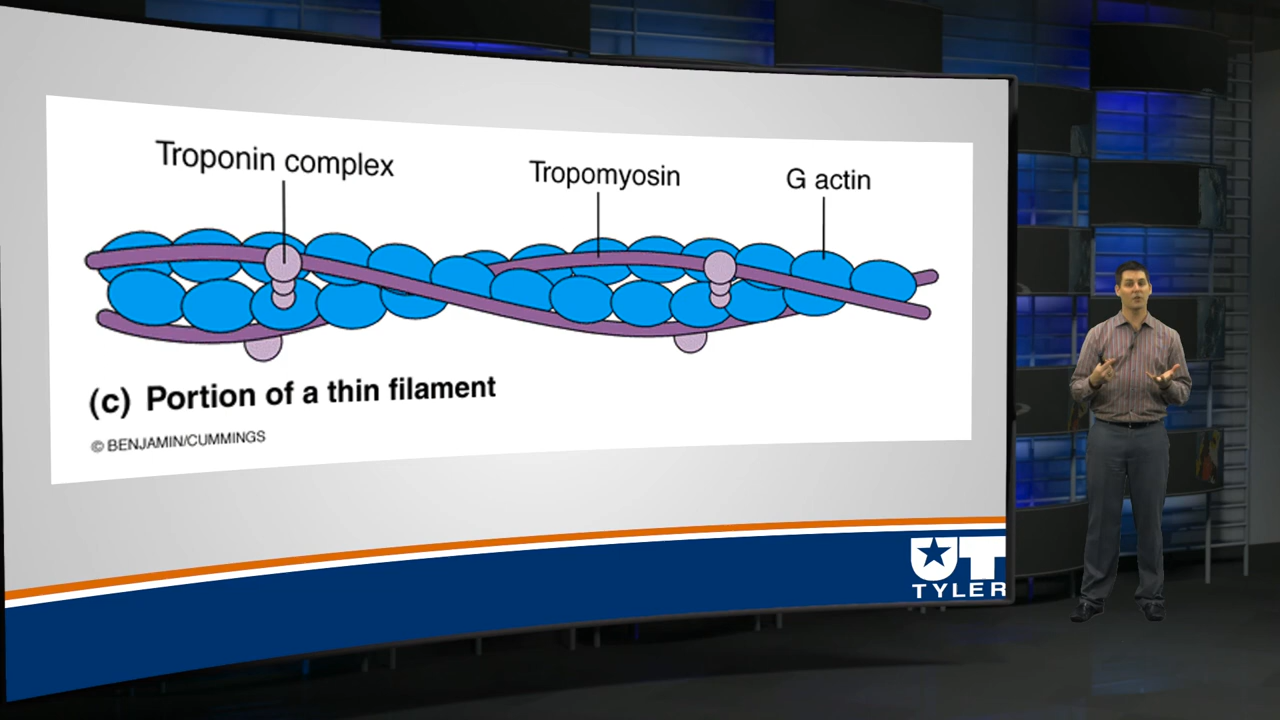 Troponin complex
Tropomyosin
G actin
(c) Portion of a thin filament
© BENJAMIN/CUMMINGS
UT
TYLER